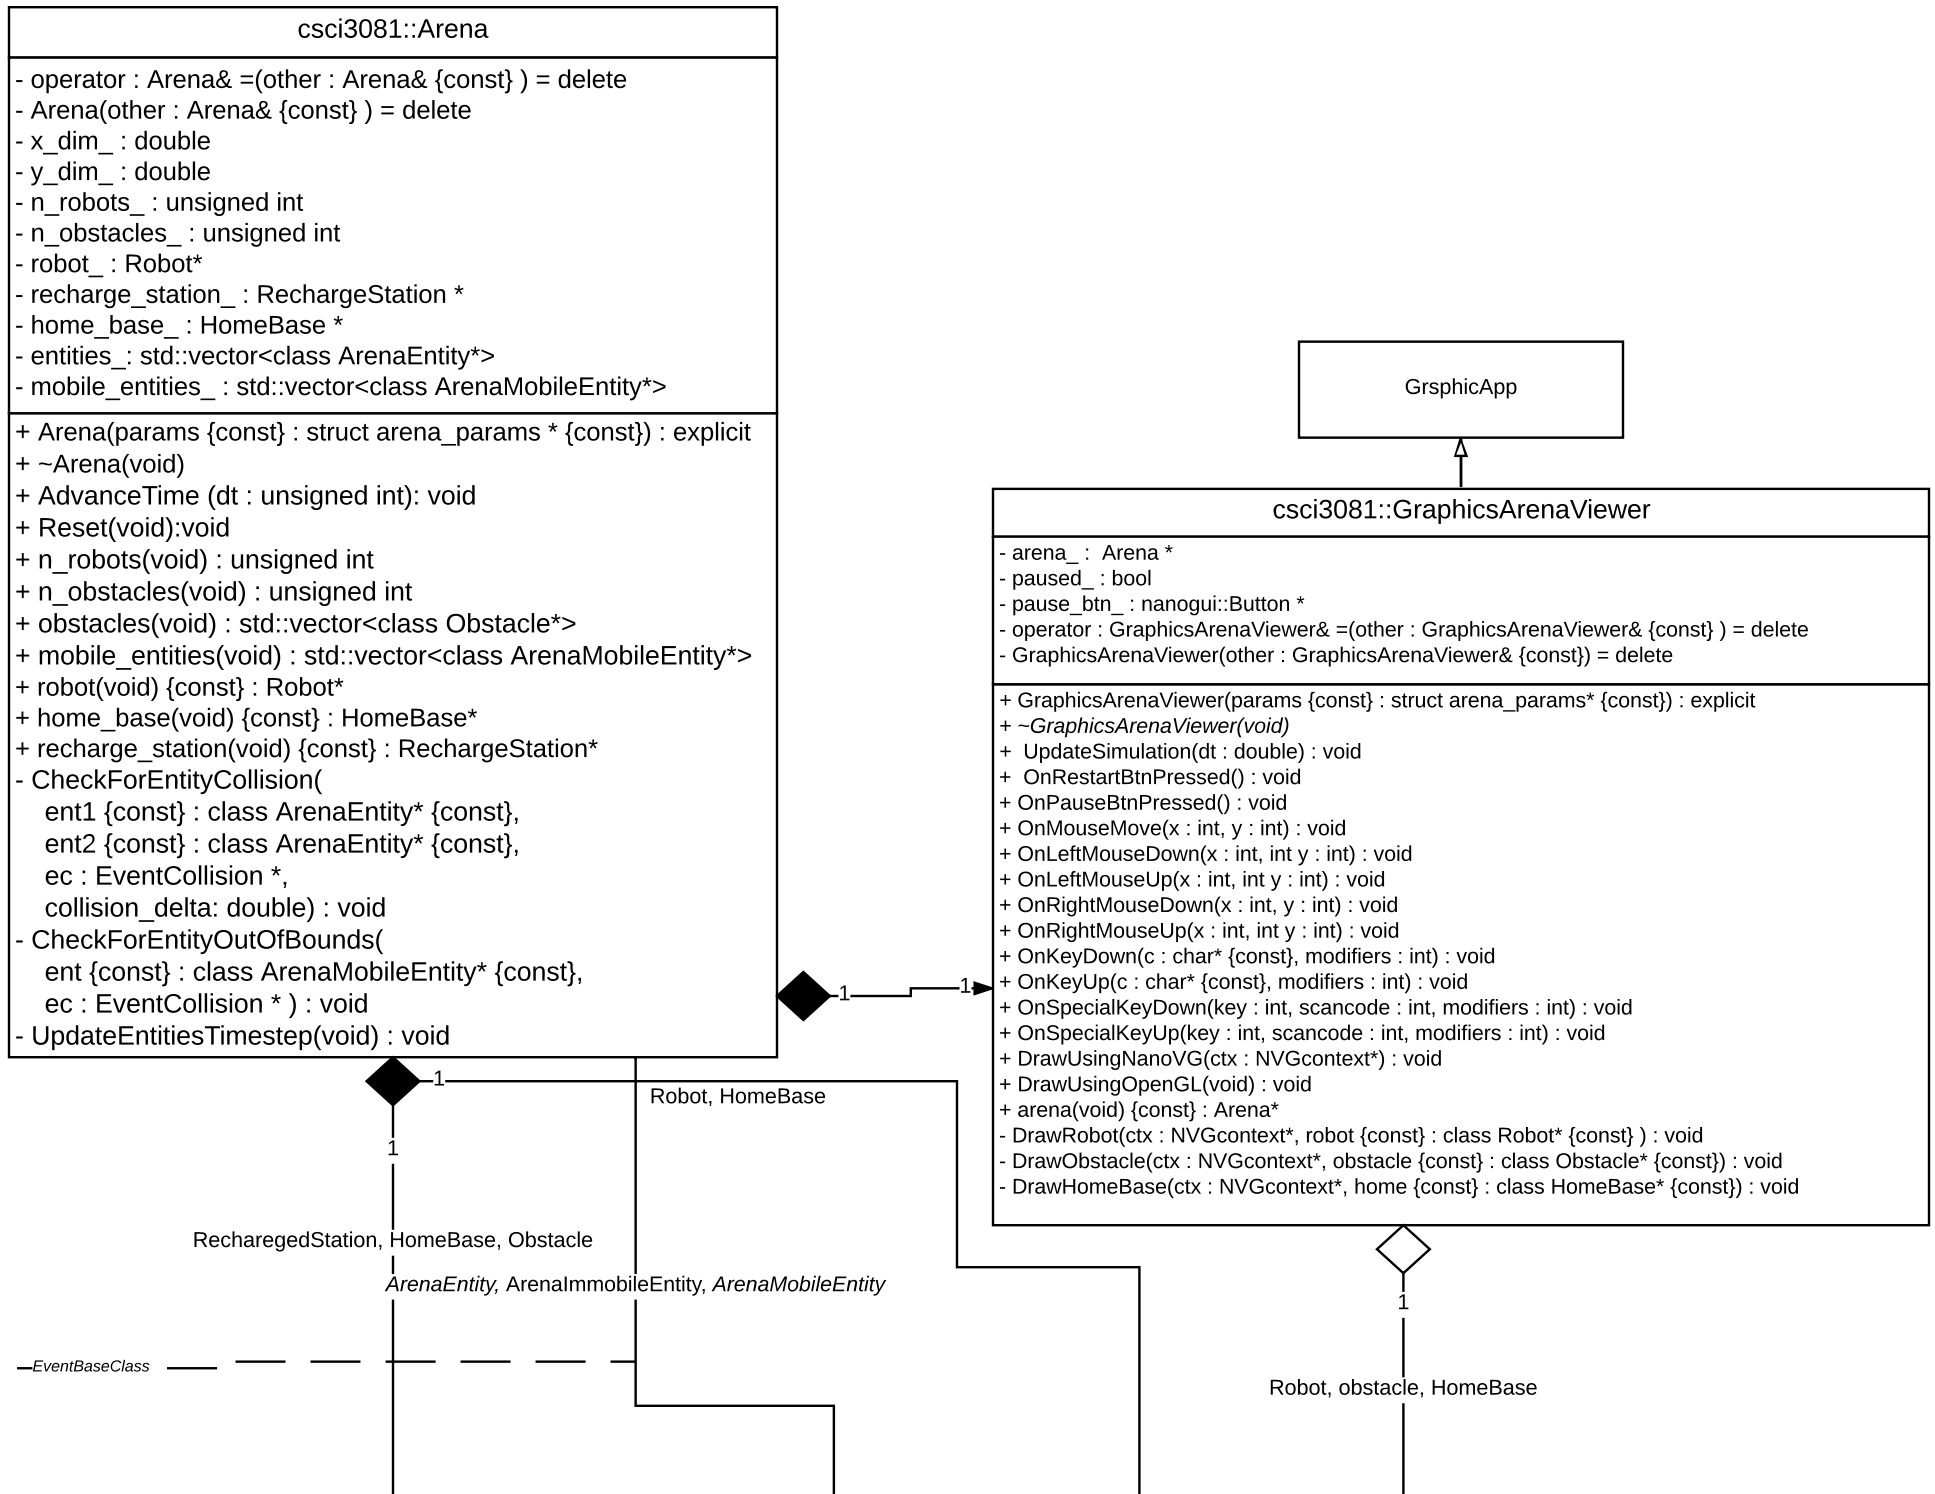 csci3081::Arena
- operator : Arena& =(other : Arena& {const} ) = delete
- Arena(other : Arena& {const} ) = delete
- x_dim_ : double
- y_dim_ : double
- n_robots_ : unsigned int
- n_obstacles_ : unsigned int
- robot_ : Robot*
- recharge_station_ : RechargeStation *
- home_base_ : HomeBase *
- entities_: std::vector<class ArenaEntity*>
- mobile_entities_ : std::vector<class ArenaMobileEntity*>
+ Arena(params {const} : struct arena_params * {const}) : explicit
+ ~Arena(void)
+ AdvanceTime (dt : unsigned int): void
+ Reset(void):void
+ n_robots(void) : unsigned int
+ n_obstacles(void) : unsigned int
+ obstacles(void) : std::vector<class Obstacle*>
+ mobile_entities(void) : std::vector<class ArenaMobileEntity*>
+ robot(void) {const} : Robot*
+ home_base(void) {const} : HomeBase*
+ recharge_station(void) {const} : RechargeStation*
- CheckForEntityCollision(
ent1 {const} : class ArenaEntity* {const},
ent2 {const} : class ArenaEntity* {const},
ec : EventCollision *,
collision_delta: double) : void
- CheckForEntityOutOfBounds(
ent {const} : class ArenaMobileEntity* {const},
ec : EventCollision * ) : void
- UpdateEntitiesTimestep(void) : void
GrsphicApp
csci3081::GraphicsArenaViewer
- arena_ :  Arena *
- paused_ : bool
- pause_btn_ : nanogui::Button *
- operator : GraphicsArenaViewer& =(other : GraphicsArenaViewer& {const} ) = delete
- GraphicsArenaViewer(other : GraphicsArenaViewer& {const}) = delete
+ GraphicsArenaViewer(params {const} : struct arena_params* {const}) : explicit
+ ~GraphicsArenaViewer(void)
+  UpdateSimulation(dt : double) : void
+  OnRestartBtnPressed() : void
+ OnPauseBtnPressed() : void
+ OnMouseMove(x : int, y : int) : void
+ OnLeftMouseDown(x : int, int y : int) : void
+ OnLeftMouseUp(x : int, int y : int) : void
+ OnRightMouseDown(x : int, y : int) : void
+ OnRightMouseUp(x : int, int y : int) : void
+ OnKeyDown(c : char* {const}, modifiers : int) : void
+ OnKeyUp(c : char* {const}, modifiers : int) : void
+ OnSpecialKeyDown(key : int, scancode : int, modifiers : int) : void
+ OnSpecialKeyUp(key : int, scancode : int, modifiers : int) : void
+ DrawUsingNanoVG(ctx : NVGcontext*) : void
+ DrawUsingOpenGL(void) : void
+ arena(void) {const} : Arena*
- DrawRobot(ctx : NVGcontext*, robot {const} : class Robot* {const} ) : void
- DrawObstacle(ctx : NVGcontext*, obstacle {const} : class Obstacle* {const}) : void
- DrawHomeBase(ctx : NVGcontext*, home {const} : class HomeBase* {const}) : void
1
1
1
Robot, HomeBase
1
RecharegedStation, HomeBase, Obstacle
ArenaEntity, ArenaImmobileEntity, ArenaMobileEntity
1
EventBaseClass
Robot, obstacle, HomeBase